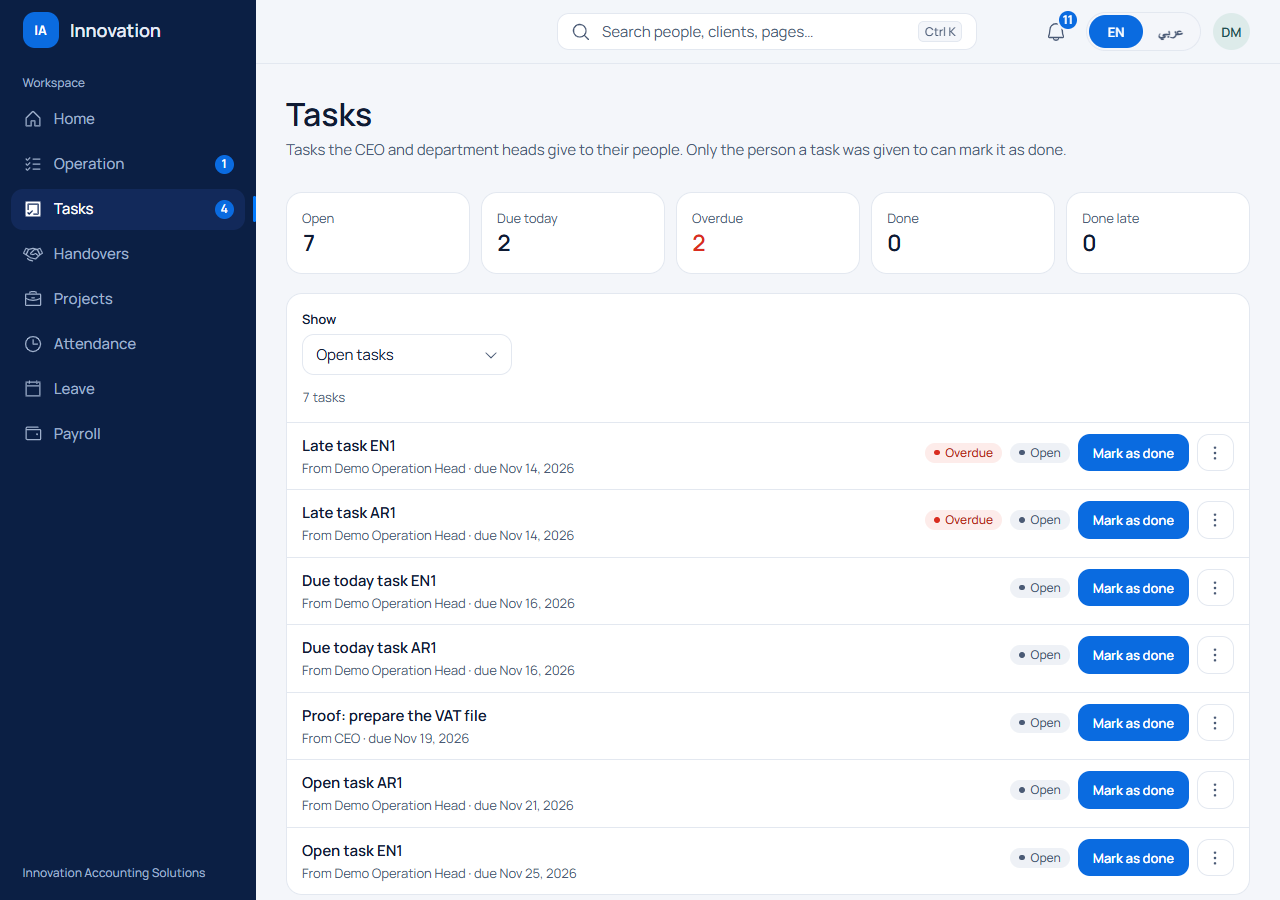 IA Innovation
Search people, clients, pages... Ctrl K
11
EN عربي DM
Workspace
Home
Operation 1
Tasks 4
Handovers
Projects
Attendance
Leave
Payroll
Innovation Accounting Solutions
Tasks
Tasks the CEO and department heads give to their people. Only the person a task was given to can mark it as done.
Open
7
Due today
2
Overdue
2
Done
0
Done late
0
Show
Open tasks
7 tasks
Late task EN1
From Demo Operation Head · due Nov 14, 2026
Overdue Open Mark as done
Late task AR1
From Demo Operation Head · due Nov 14, 2026
Overdue Open Mark as done
Due today task EN1
From Demo Operation Head · due Nov 16, 2026
Open Mark as done
Due today task AR1
From Demo Operation Head · due Nov 16, 2026
Open Mark as done
Proof: prepare the VAT file
From CEO · due Nov 19, 2026
Open Mark as done
Open task AR1
From Demo Operation Head · due Nov 21, 2026
Open Mark as done
Open task EN1
From Demo Operation Head · due Nov 25, 2026
Open Mark as done